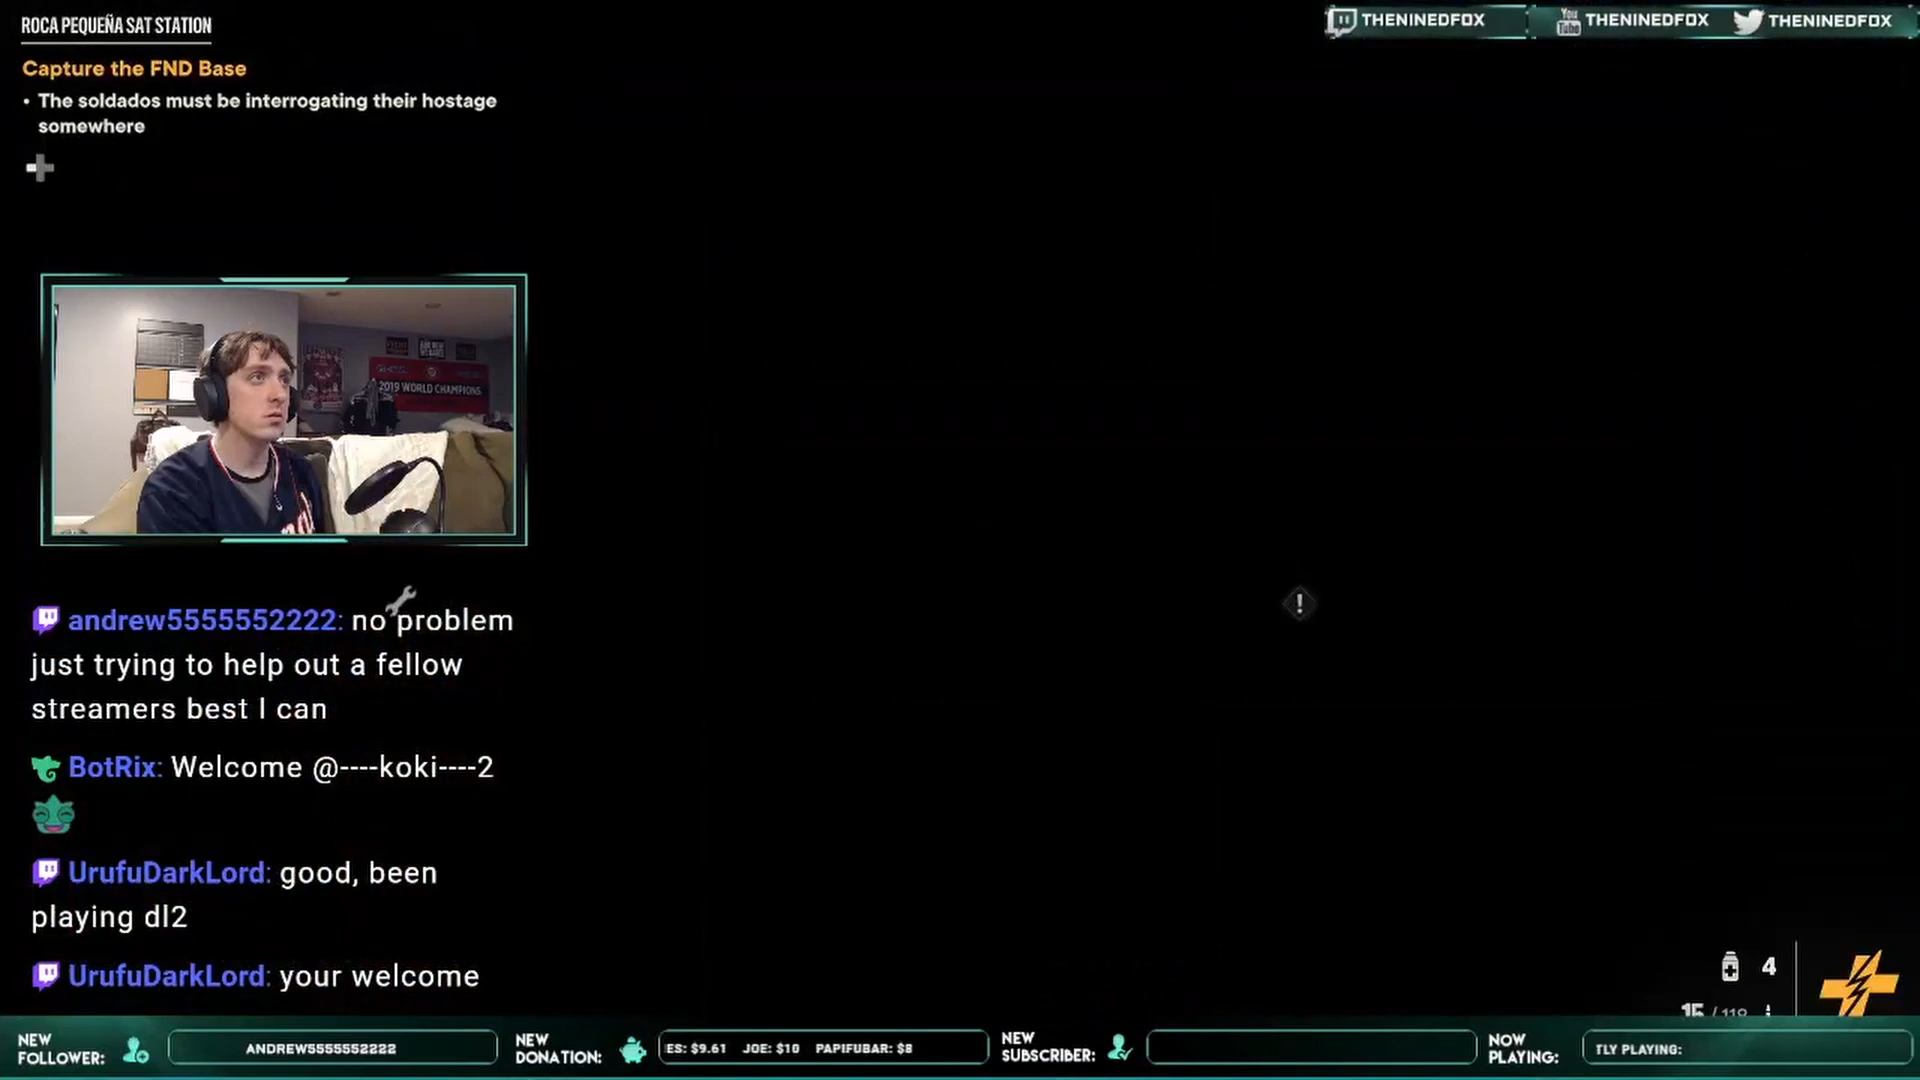 ROCA PEQUEÑA SAT STATION
THENINEDFOX
THENINEDFOX
THENINEDFOX
Capture the FND Base
• The soldados must be interrogating their hostage
somewhere
2019 WORLD CHAMPIONS
andrew5555552222: no problem
just trying to help out a fellow
streamers best I can
BotRix: Welcome @----koki----2
UrufuDarkLord: good, been
playing dl2
UrufuDarkLord: your welcome
4
15 / 119
NEW
FOLLOWER:
ANDREW5555552222
NEW
DONATION:
ES: $9.61 JOE: $10 PAPIFUBAR: $8
NEW
SUBSCRIBER:
NOW
PLAYING:
TLY PLAYING: